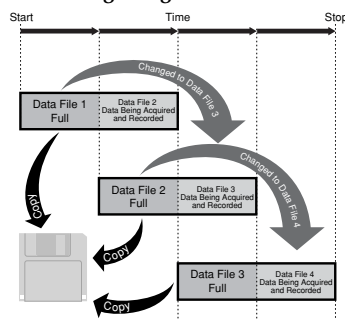 Start Time Stop
Changed to Data File 3
Data File 1
Full
Data File 2
Data Being Acquired
and Recorded
Changed to Data File 4
Copy
Data File 2
Full
Data File 3
Data Being Acquired
and Recorded
Copy
Data File 3
Full
Data File 4
Data Being Acquired
and Recorded
Copy